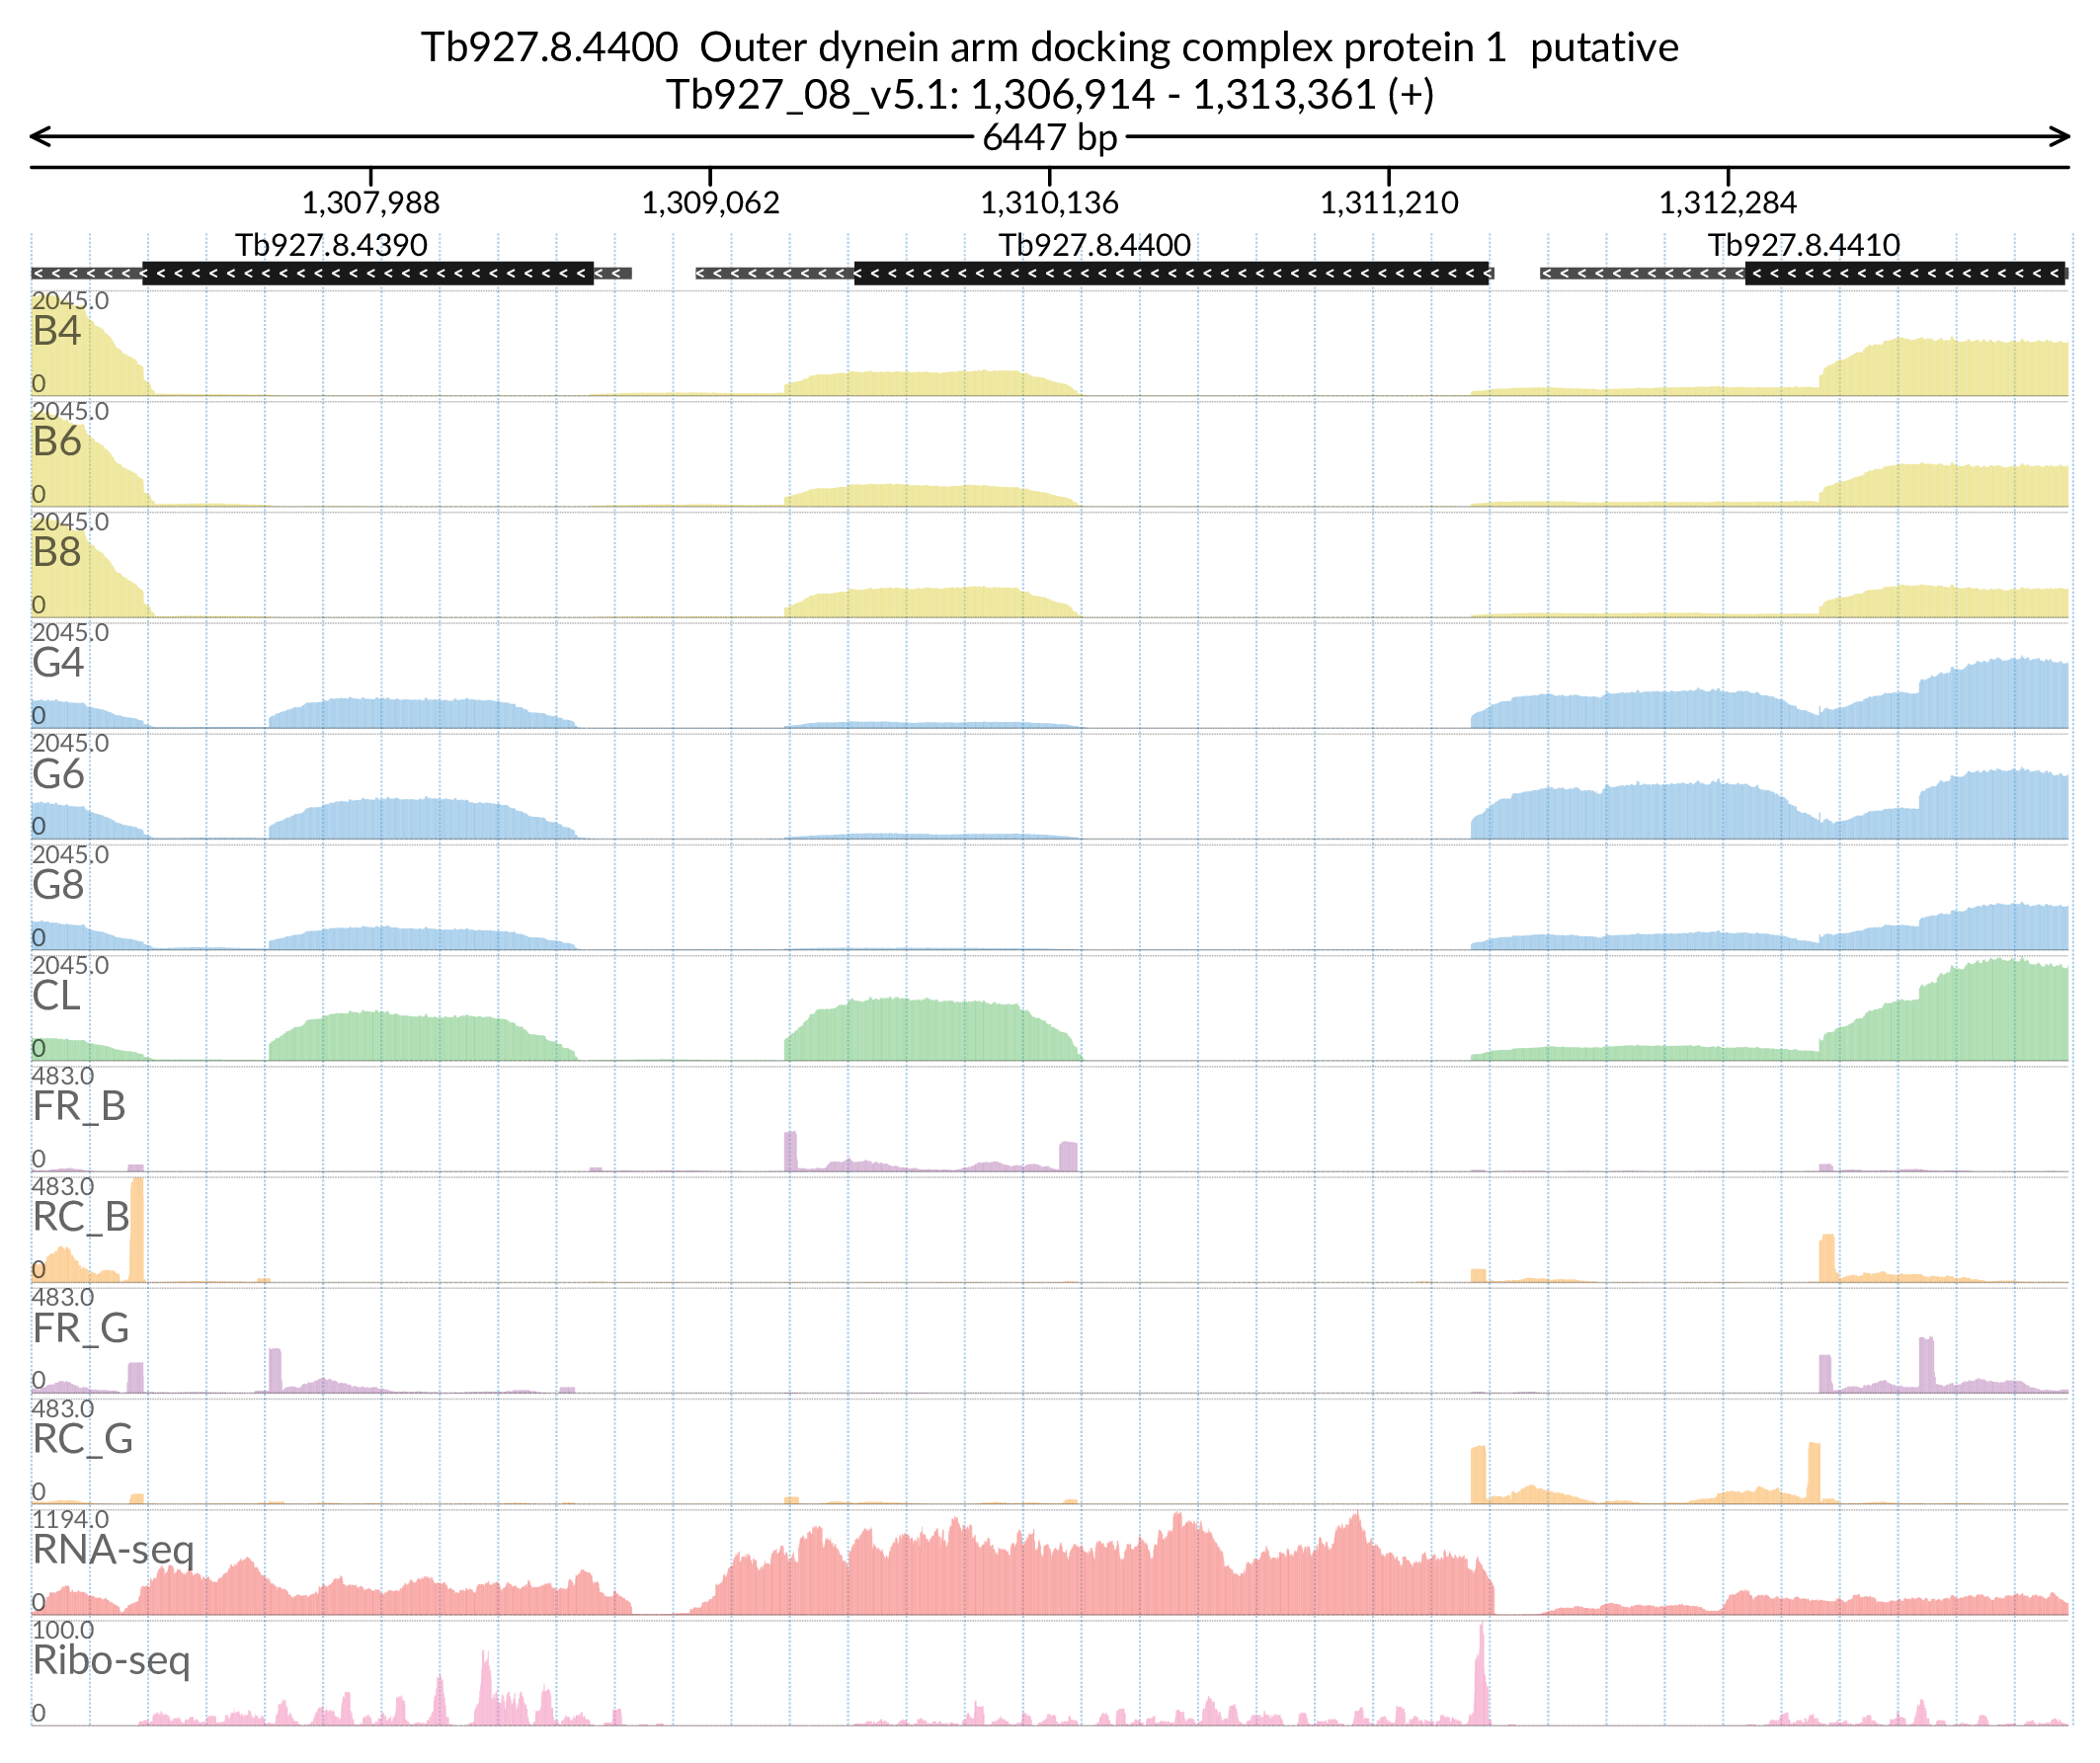 Tb927.8.4400  Outer dynein arm docking complex protein 1  putative
Tb927_08_v5.1: 1,306,914 - 1,313,361 (+)
6447 bp
1,307,988 1,309,062 1,310,136 1,311,210 1,312,284
Tb927.8.4390 Tb927.8.4400 Tb927.8.4410
2045.0
B4
0
2045.0
B6
0
2045.0
B8
0
2045.0
G4
0
2045.0
G6
0
2045.0
G8
0
2045.0
CL
0
483.0
FR_B
0
483.0
RC_B
0
483.0
FR_G
0
483.0
RC_G
0
1194.0
RNA-seq
0
100.0
Ribo-seq
0